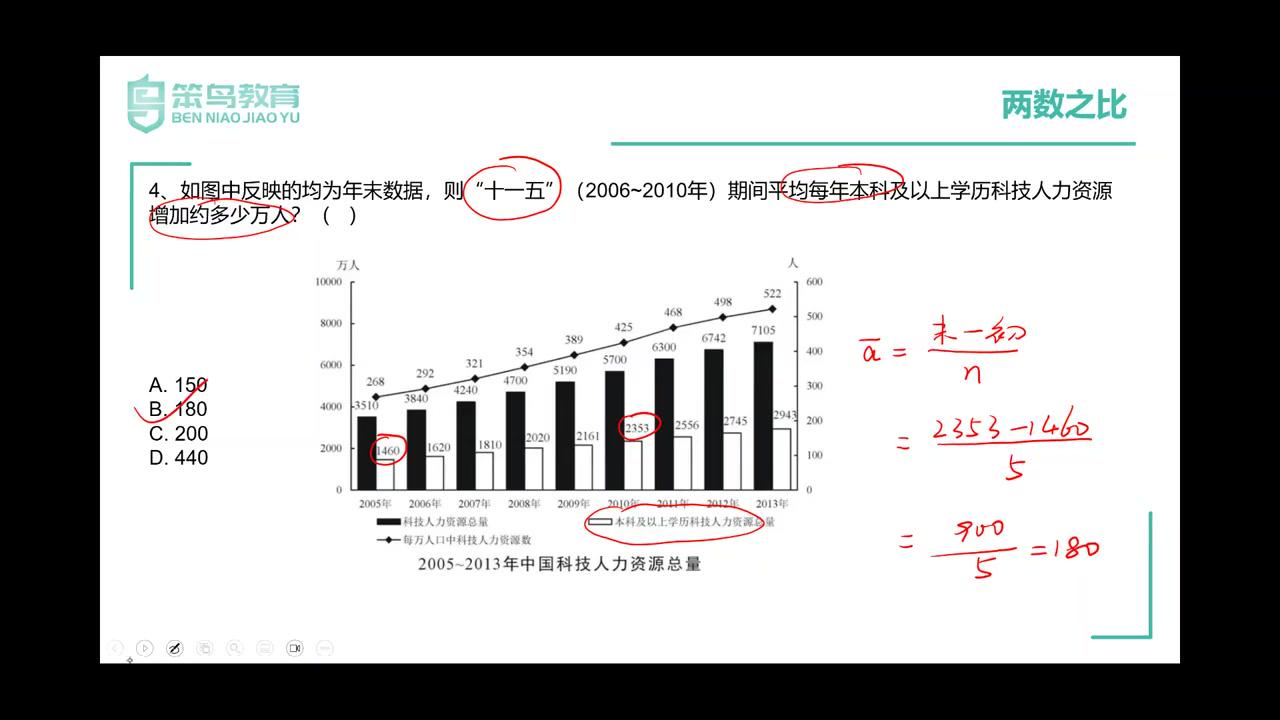 笨鸟教育
BEN NIAO JIAO YU
两数之比
4、如图中反映的均为年末数据，则“十一五”（2006~2010年）期间平均每年本科及以上学历科技人力资源
增加约多少万人？（ ）
A. 150
B. 180
C. 200
D. 440
万人
人
10000
8000
6000
4000
2000
0
600
500
400
300
200
100
0
268
292
321
354
389
425
468
498
522
3510
3840
4240
4700
5190
5700
6300
6742
7105
1460
1620
1810
2020
2161
2353
2556
2745
2943
2005年 2006年 2007年 2008年 2009年 2010年 2011年 2012年 2013年
科技人力资源总量
本科及以上学历科技人力资源总量
每万人口中科技人力资源数
2005~2013年中国科技人力资源总量
ā = 末-初/n
= 2353-1460/5
= 900/5 =180